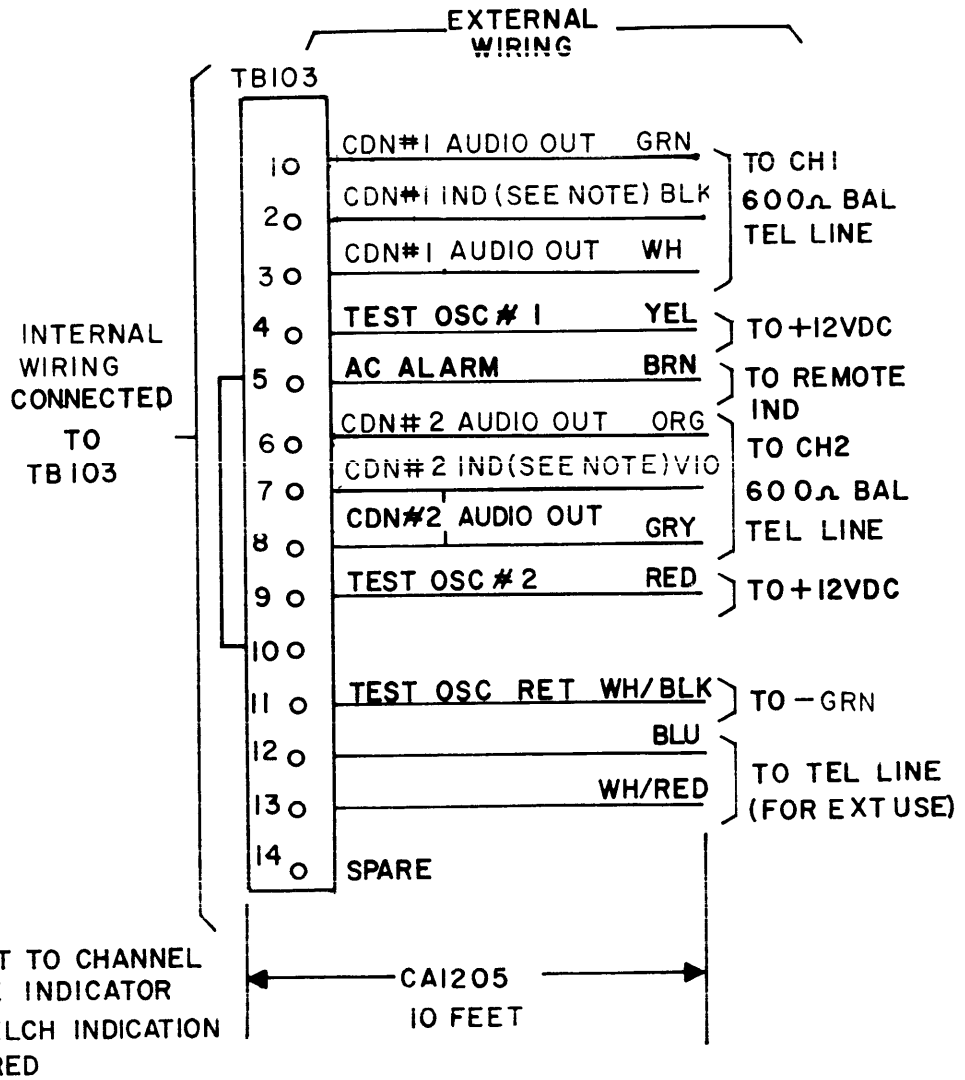 EXTERNAL
WIRING
TB103
1 CDN#1 AUDIO OUT GRN
2 CDN#1 IND (SEE NOTE) BLK
3 CDN#1 AUDIO OUT WH
TO CH1
600Ω BAL
TEL LINE
4 TEST OSC # 1 YEL
TO +12VDC
5 AC ALARM BRN
TO REMOTE
IND
6 CDN# 2 AUDIO OUT ORG
7 CDN# 2 IND (SEE NOTE) VIO
8 CDN#2 AUDIO OUT GRY
TO CH2
600Ω BAL
TEL LINE
9 TEST OSC # 2 RED
TO +12VDC
10
11 TEST OSC RET WH/BLK
TO - GRN
12 BLU
13 WH/RED
TO TEL LINE
(FOR EXT USE)
14 SPARE
INTERNAL
WIRING
CONNECTED
TO
TB103
CA1205
10 FEET
T TO CHANNEL
INDICATOR
LCH INDICATION
RED